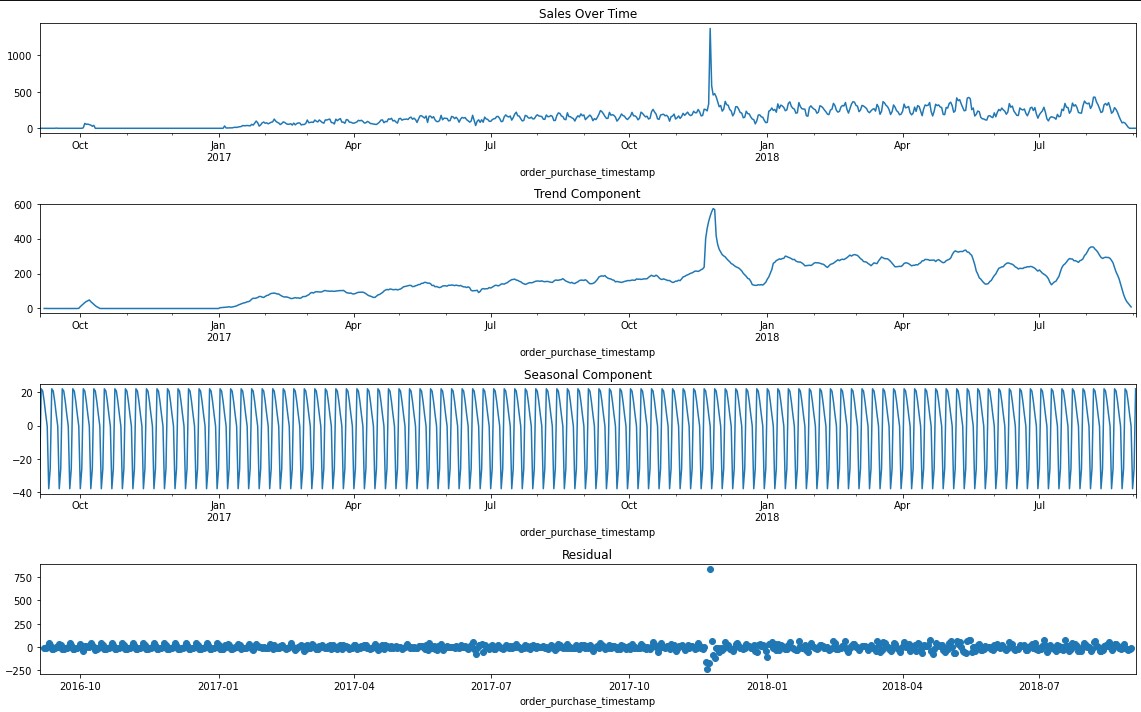 Sales Over Time
1000
500
0
Oct Jan Apr Jul Oct Jan Apr Jul
2017 2018
order_purchase_timestamp
Trend Component
600
400
200
0
Oct Jan Apr Jul Oct Jan Apr Jul
2017 2018
order_purchase_timestamp
Seasonal Component
20
0
−20
−40
Oct Jan Apr Jul Oct Jan Apr Jul
2017 2018
order_purchase_timestamp
Residual
750
500
250
0
−250
2016-10 2017-01 2017-04 2017-07 2017-10 2018-01 2018-04 2018-07
order_purchase_timestamp